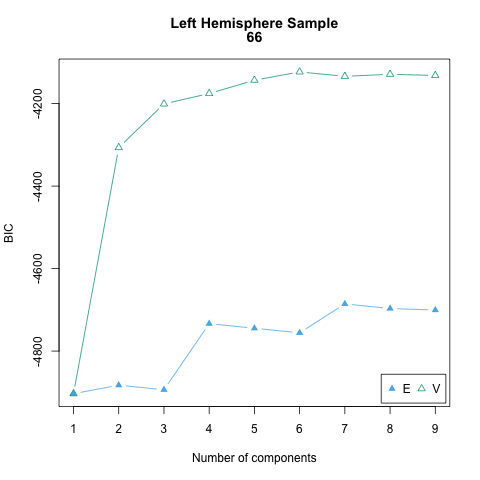 Left Hemisphere Sample
66
-4200
-4400
-4600
-4800
BIC
E V
1 2 3 4 5 6 7 8 9
Number of components